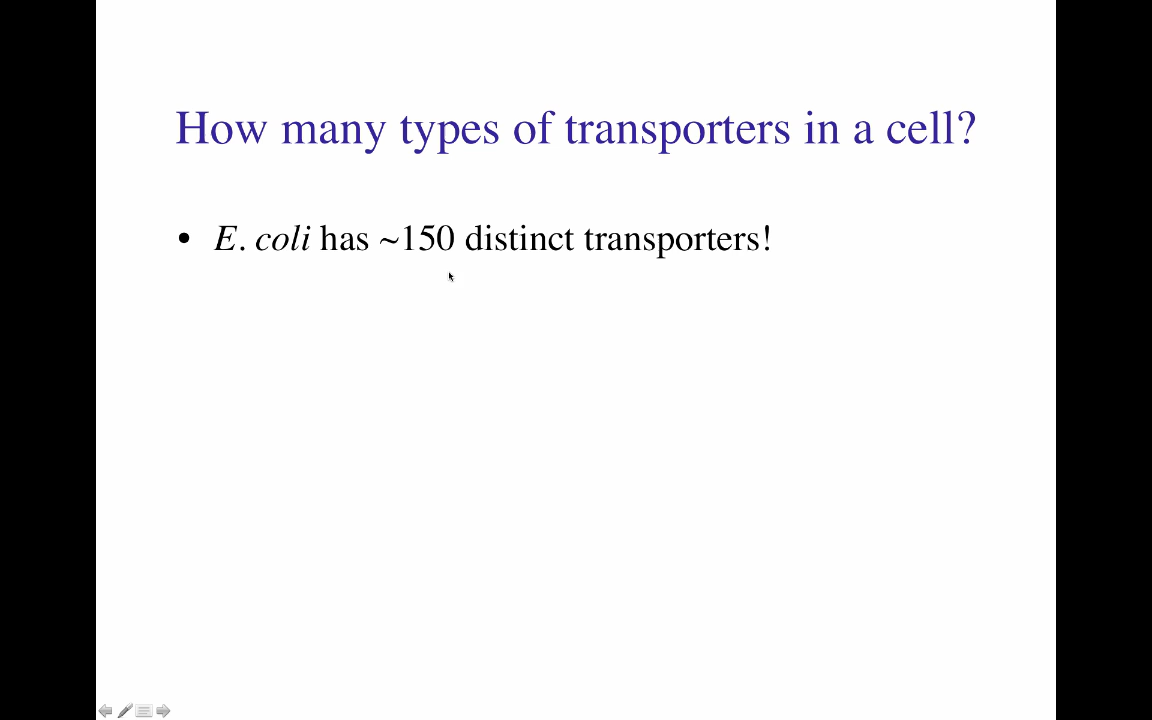 How many types of transporters in a cell?
• E. coli has ~150 distinct transporters!